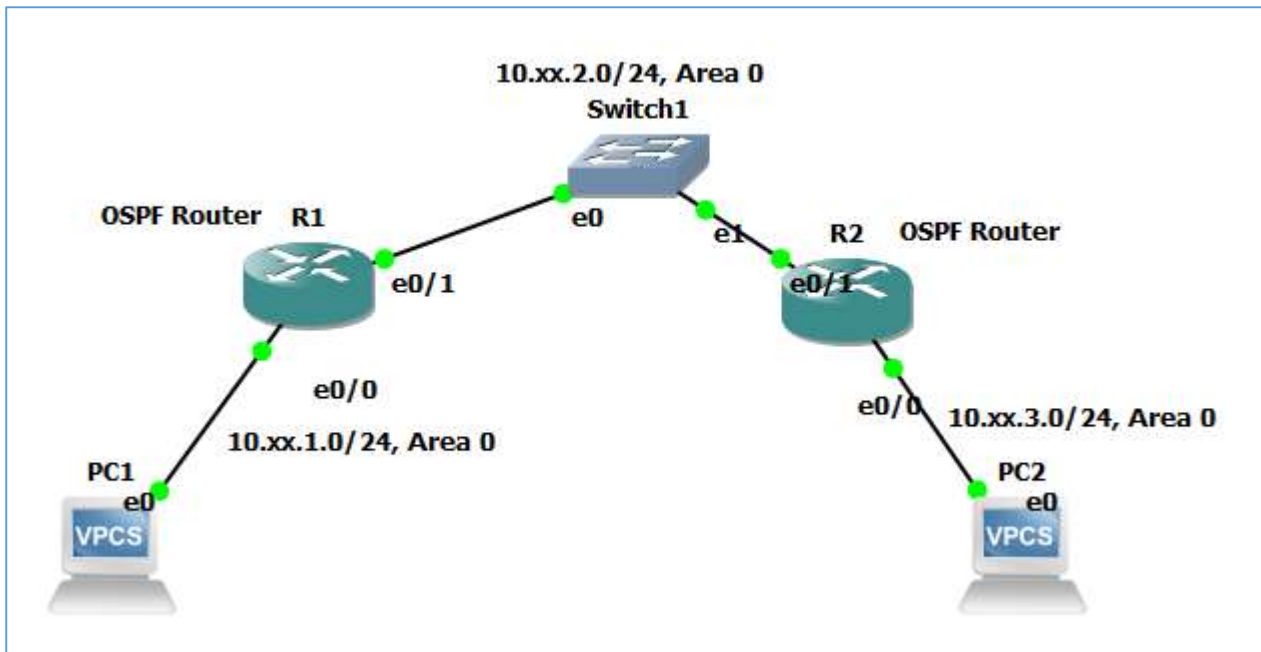 10.xx.2.0/24, Area 0
Switch1
OSPF Router
R1
e0
e1
R2
OSPF Router
e0/1
e0/1
e0/0
e0/0
10.xx.1.0/24, Area 0
10.xx.3.0/24, Area 0
PC1
e0
VPCS
PC2
e0
VPCS